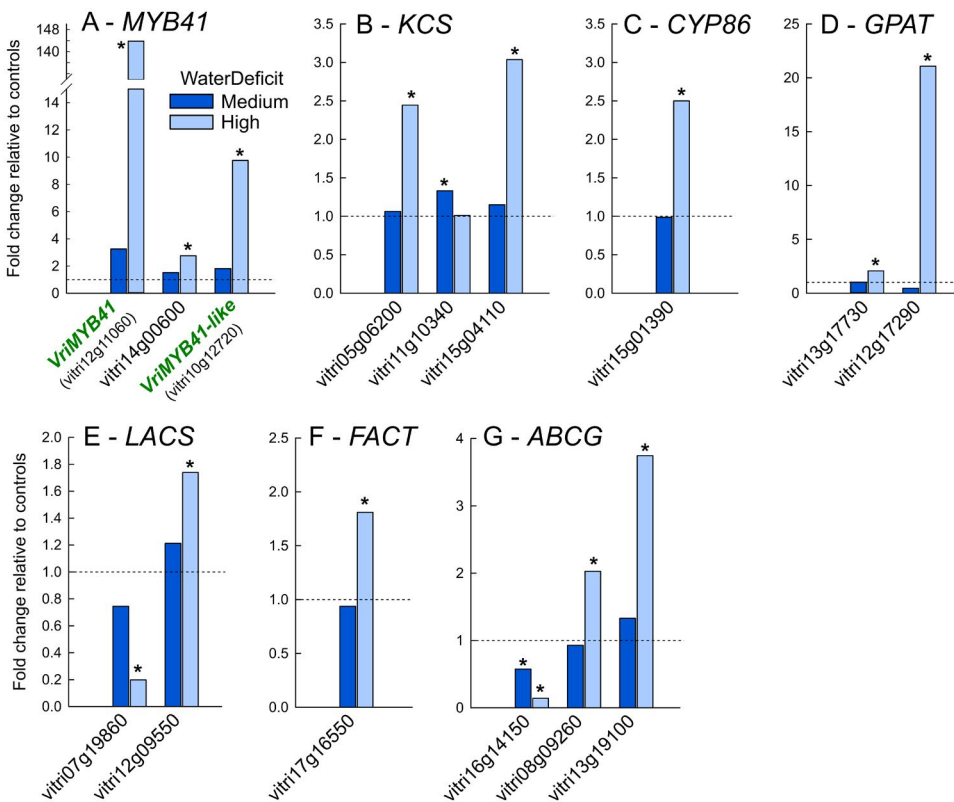 A - MYB41
Fold change relative to controls
148
140
14
12
10
8
6
4
2
0
*
*
*
WaterDeficit
Medium
High
VriMYB41
(vitri12g11060)
vitri14g00600
VriMYB41-like
(vitri10g12720)
B - KCS
3.5
3.0
2.5
2.0
1.5
1.0
0.5
0.0
*
*
*
vitri05g06200
vitri11g10340
vitri15g04110
C - CYP86
3.5
3.0
2.5
2.0
1.5
1.0
0.5
0.0
*
vitri15g01390
D - GPAT
25
20
15
10
5
0
*
*
vitri13g17730
vitri12g17290
E - LACS
Fold change relative to controls
2.0
1.8
1.6
1.4
1.2
1.0
0.8
0.6
0.4
0.2
0.0
*
*
vitri07g19860
vitri12g09550
F - FACT
2.5
2.0
1.5
1.0
0.5
0.0
*
vitri17g16550
G - ABCG
4
3
2
1
0
*
*
*
*
vitri16g14150
vitri08g09260
vitri13g19100